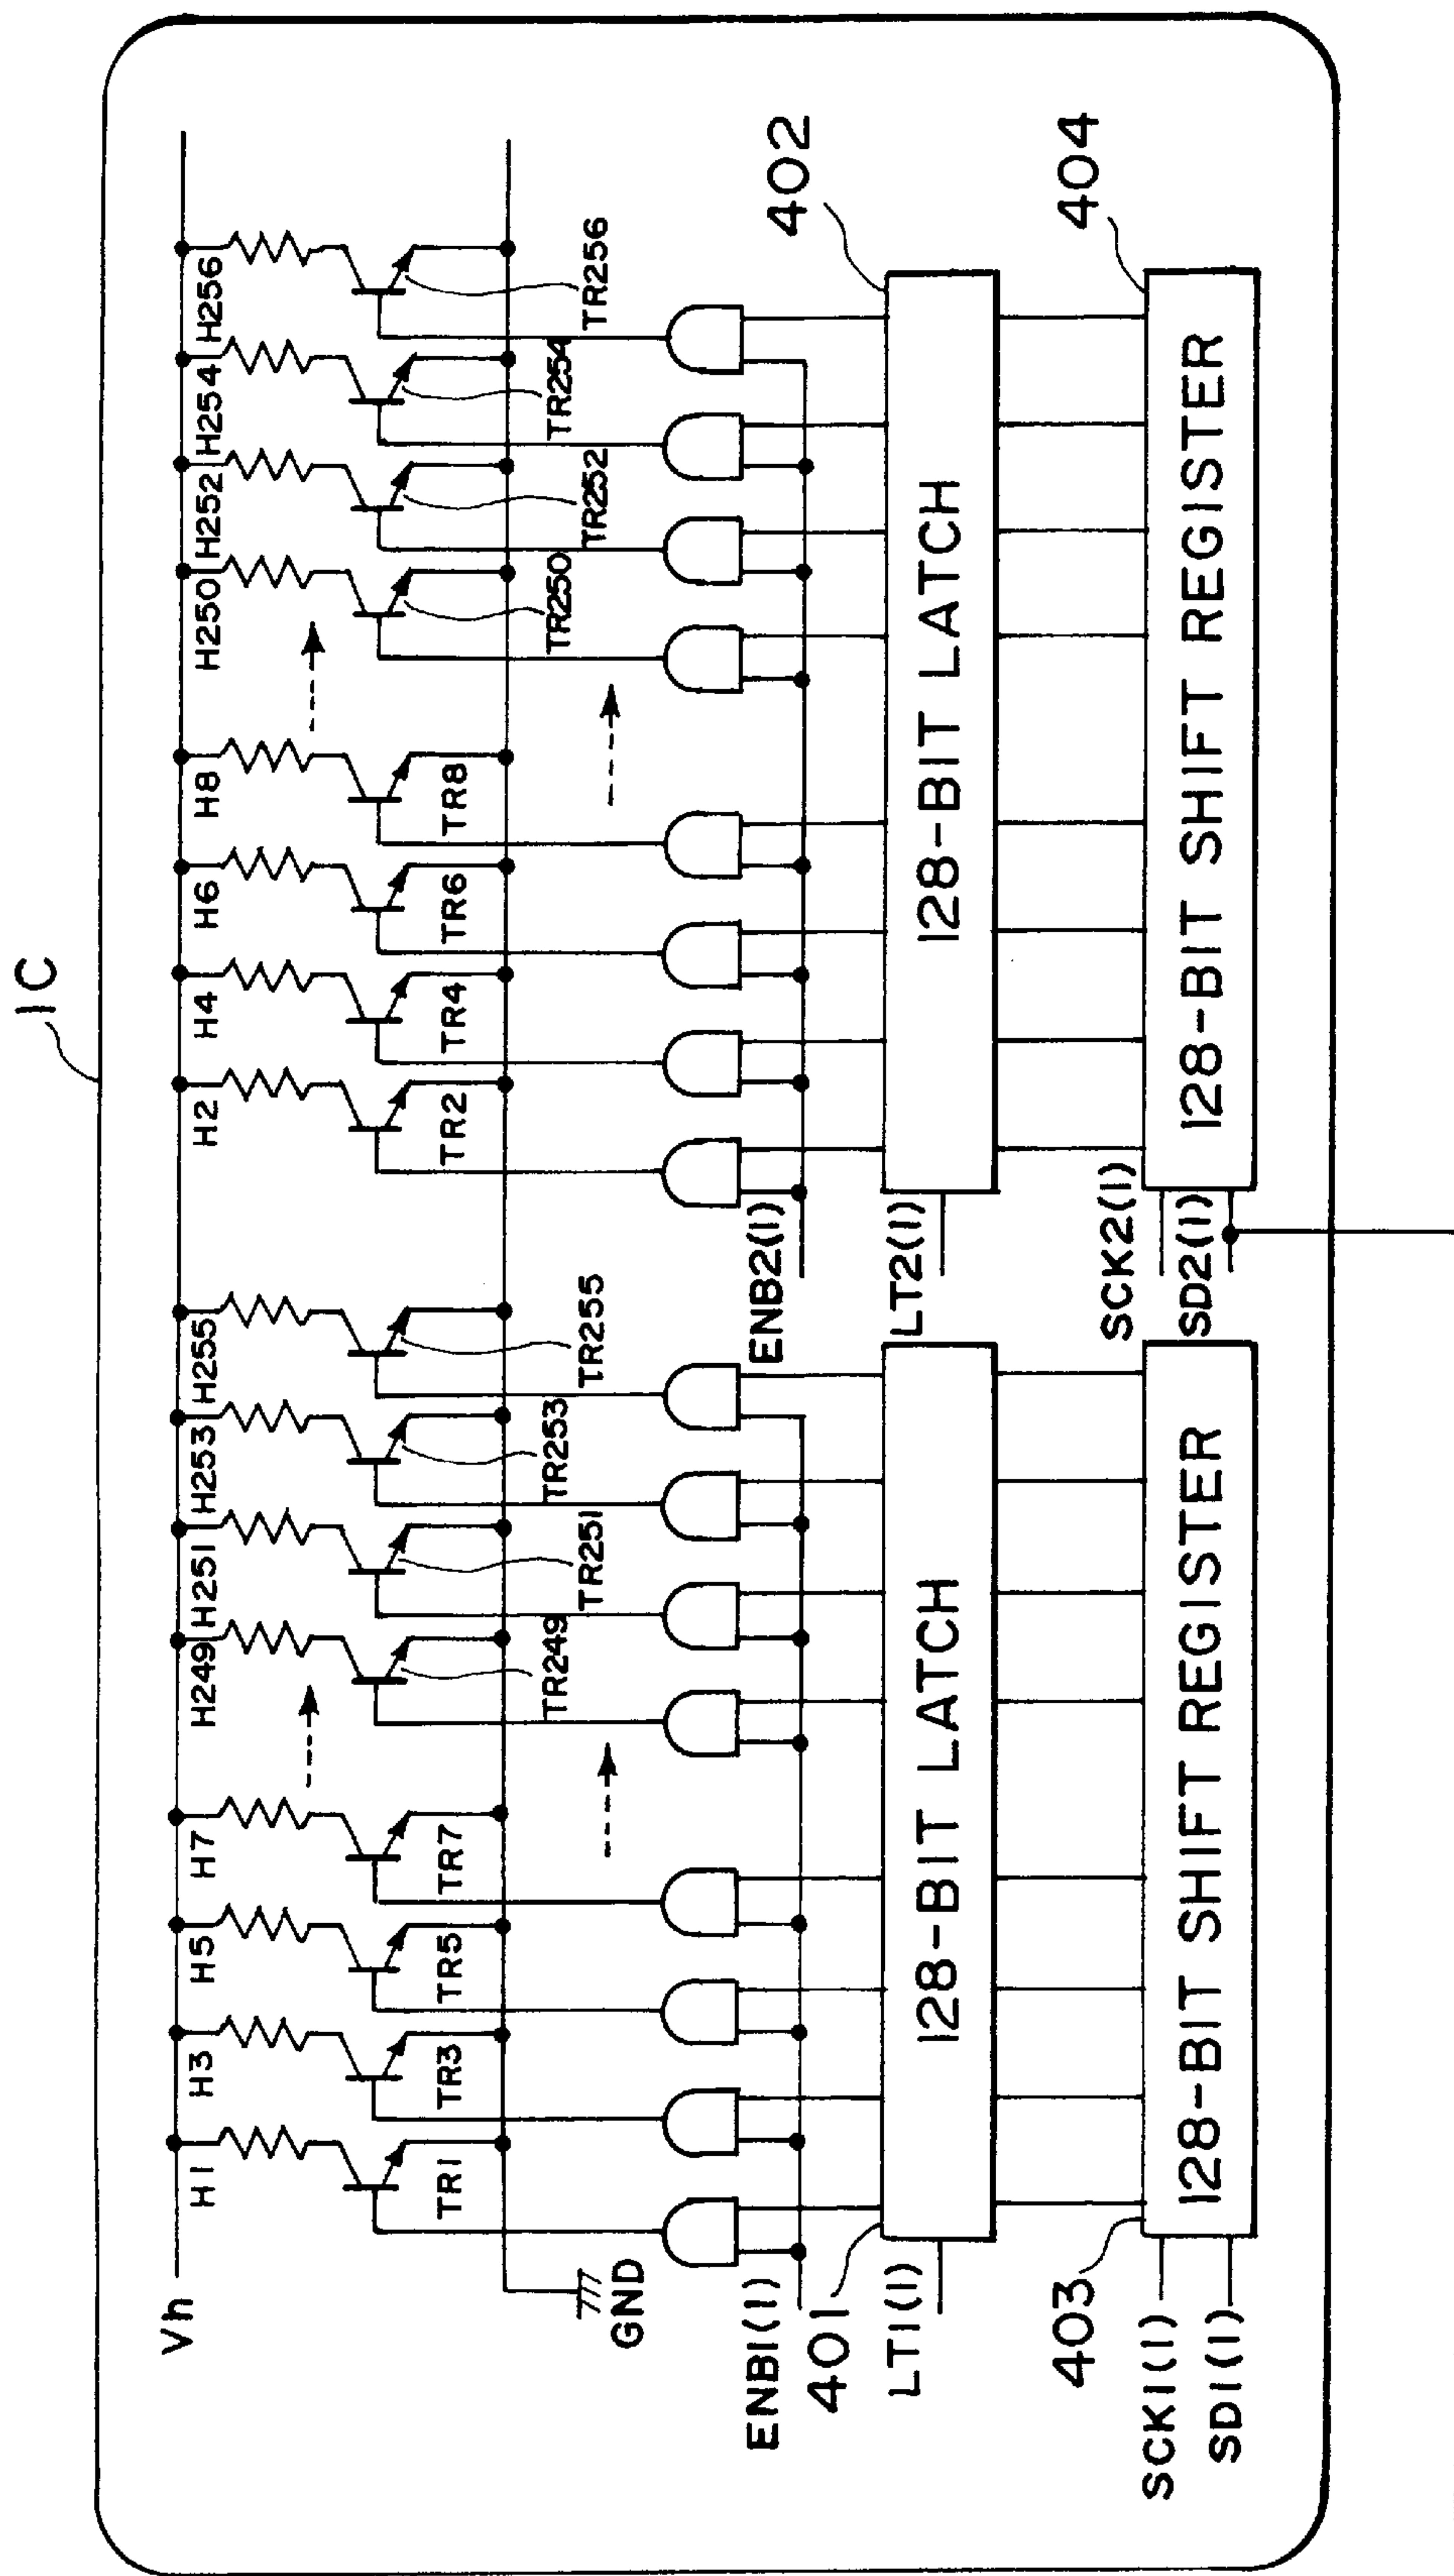 1C
Vh
H1
H3
H5
H7
H249
H251
H253
H255
H2
H4
H6
H8
H250
H252
H254
H256
TR1
TR3
TR5
TR7
TR249
TR251
TR253
TR255
TR2
TR4
TR6
TR8
TR250
TR252
TR254
TR256
GND
ENB1(1)
ENB2(1)
401
LT1(1)
128-BIT LATCH
LT2(1)
128-BIT LATCH
402
403
SCK1(1)
SD1(1)
128-BIT SHIFT REGISTER
SCK2(1)
SD2(1)
128-BIT SHIFT REGISTER
404